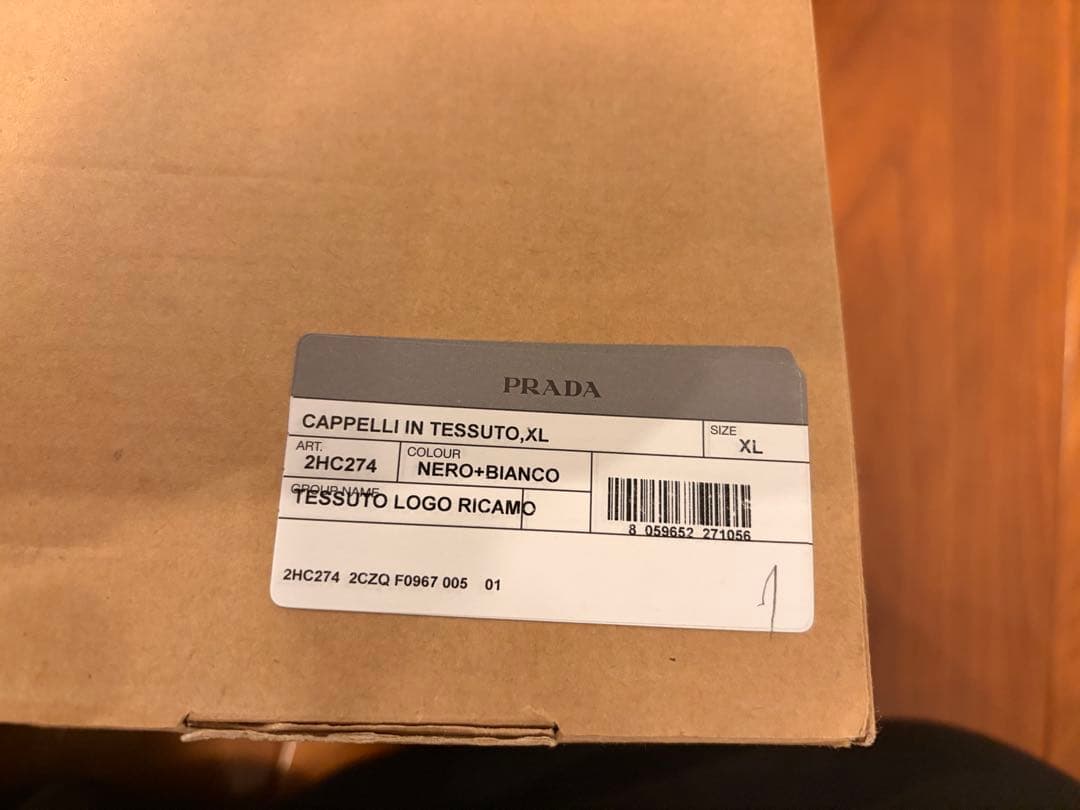 PRADA
CAPPELLI IN TESSUTO,XL
SIZE
XL
ART.
2HC274
COLOUR
NERO+BIANCO
GROUP NAME
TESSUTO LOGO RICAMO
8 059652 271056
2HC274 2CZQ F0967 005 01
1